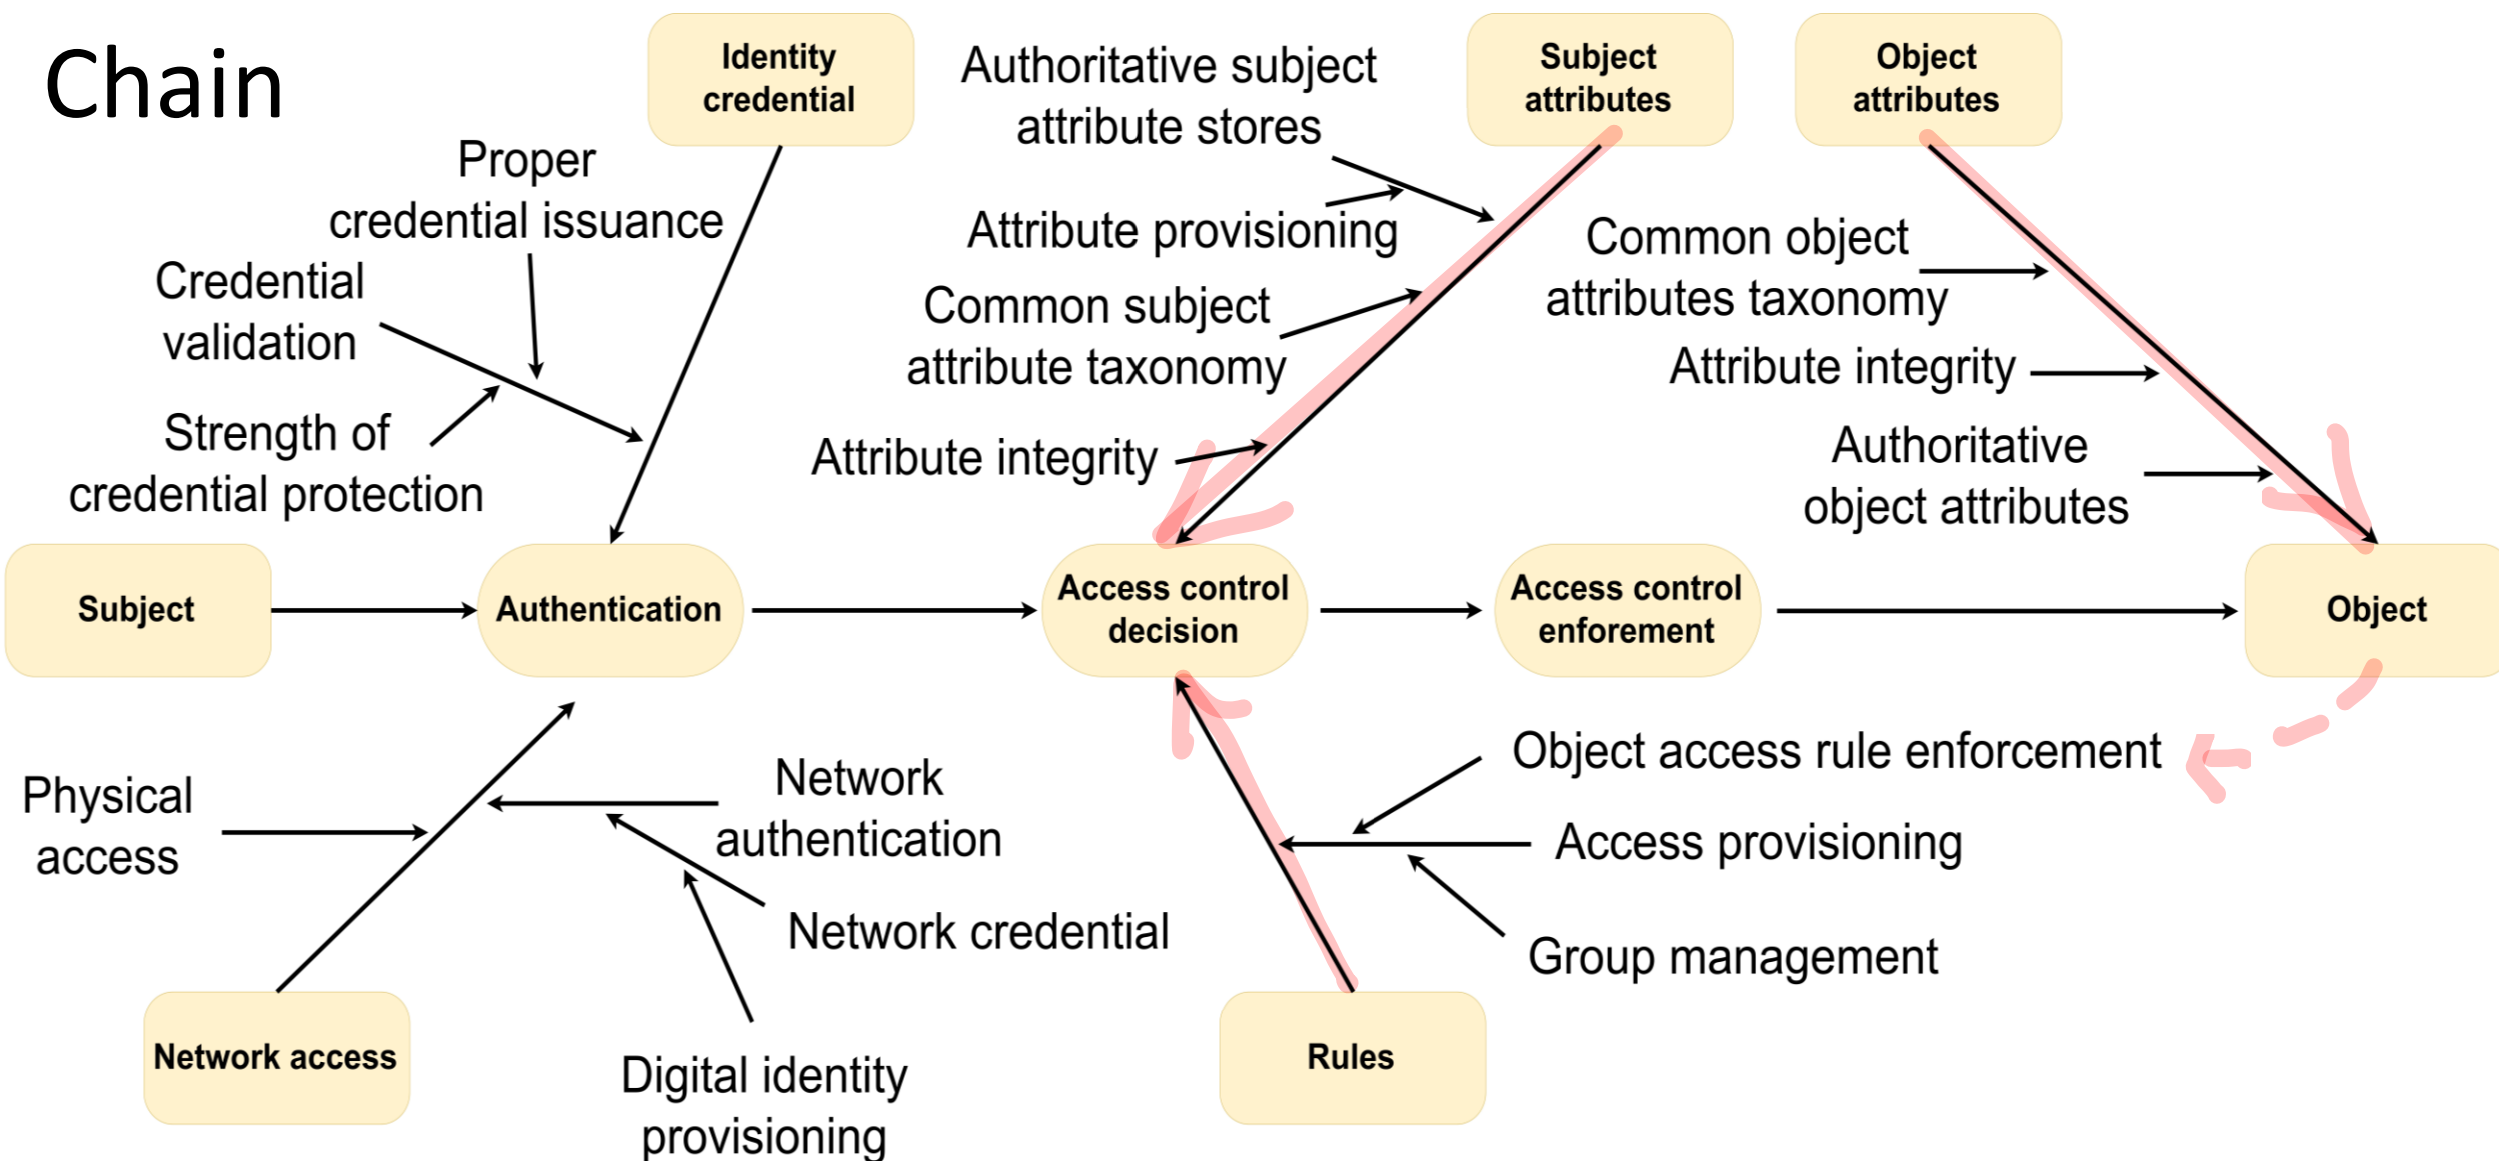 Chain
Identity
credential
Authoritative subject
attribute stores
Subject
attributes
Object
attributes
Proper
credential issuance
Attribute provisioning
Common object
attributes taxonomy
Credential
validation
Common subject
attribute taxonomy
Attribute integrity
Strength of
credential protection
Attribute integrity
Authoritative
object attributes
Subject
Authentication
Access control
decision
Access control
enforement
Object
Physical
access
Network
authentication
Object access rule enforcement
Access provisioning
Network credential
Group management
Network access
Digital identity
provisioning
Rules